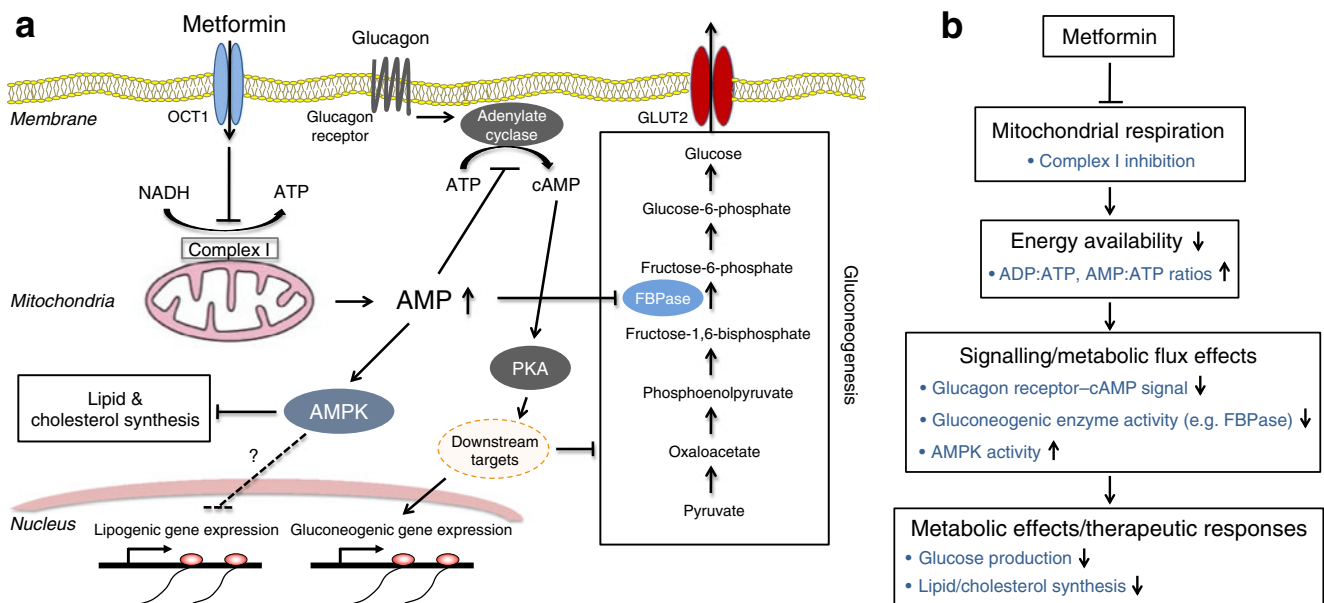 a
Metformin
Glucagon
Membrane
OCT1
Glucagon
receptor
Adenylate
cyclase
GLUT2
NADH
ATP
ATP
cAMP
Complex I
Mitochondria
AMP
FBPase
PKA
AMPK
Lipid &
cholesterol synthesis
?
Downstream
targets
Nucleus
Lipogenic gene expression
Gluconeogenic gene expression
Glucose
Glucose-6-phosphate
Fructose-6-phosphate
Fructose-1,6-bisphosphate
Phosphoenolpyruvate
Oxaloacetate
Pyruvate
Gluconeogenesis
b
Metformin
Mitochondrial respiration
• Complex I inhibition
Energy availability ↓
• ADP:ATP, AMP:ATP ratios ↑
Signalling/metabolic flux effects
• Glucagon receptor–cAMP signal ↓
• Gluconeogenic enzyme activity (e.g. FBPase) ↓
• AMPK activity ↑
Metabolic effects/therapeutic responses
• Glucose production ↓
• Lipid/cholesterol synthesis ↓